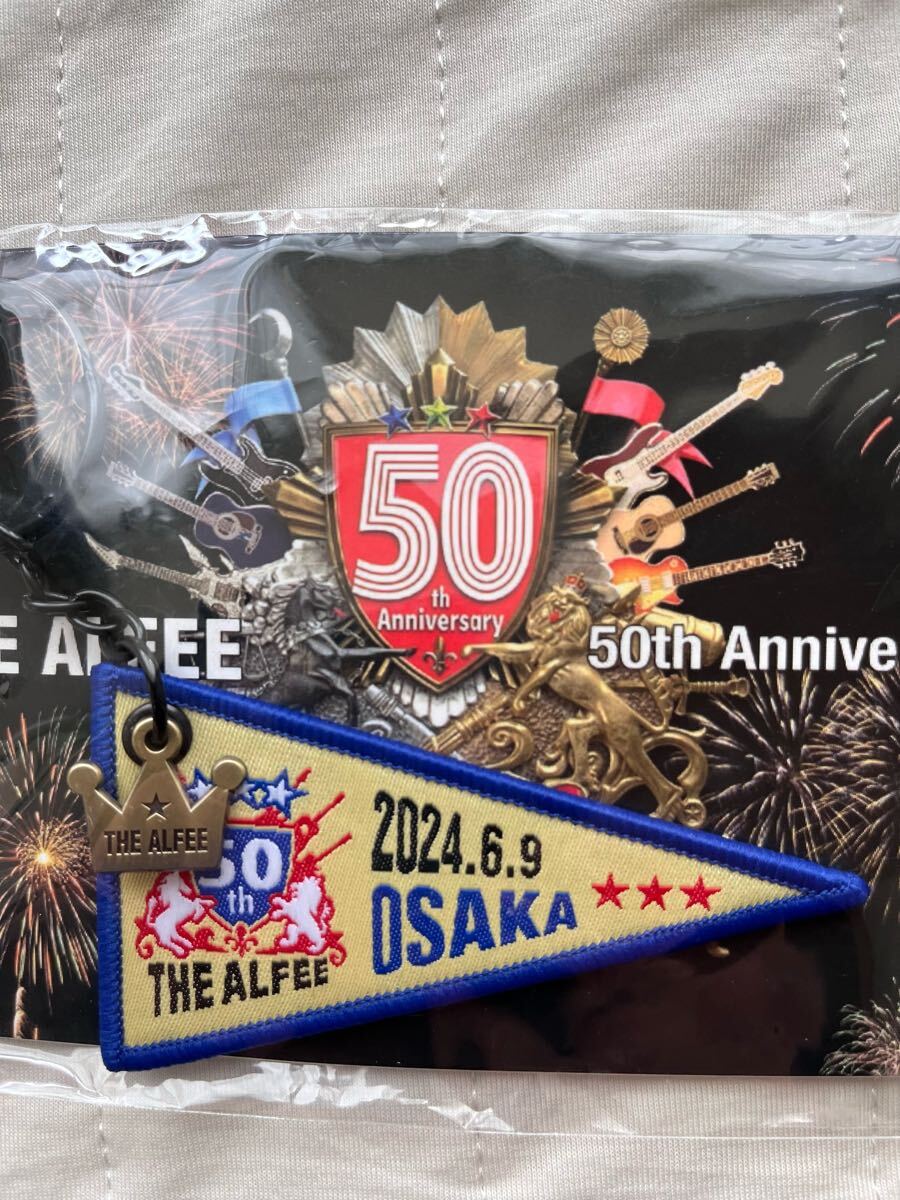 50
th
Anniversary
E ALFEE
50th Annive
THE ALFEE
50
th
THE ALFEE
2024.6.9
OSAKA